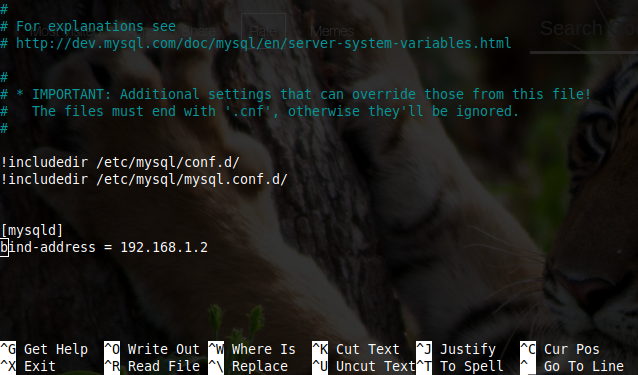 #
# For explanations see
# http://dev.mysql.com/doc/mysql/en/server-system-variables.html
#
# * IMPORTANT: Additional settings that can override those from this file!
#   The files must end with '.cnf', otherwise they'll be ignored.
#
!includedir /etc/mysql/conf.d/
!includedir /etc/mysql/mysql.conf.d/
[mysqld]
bind-address = 192.168.1.2
^G Get Help ^O Write Out ^W Where Is ^K Cut Text ^J Justify ^C Cur Pos
^X Exit ^R Read File ^\ Replace ^U Uncut Text ^T To Spell ^_ Go To Line
Memes
Search